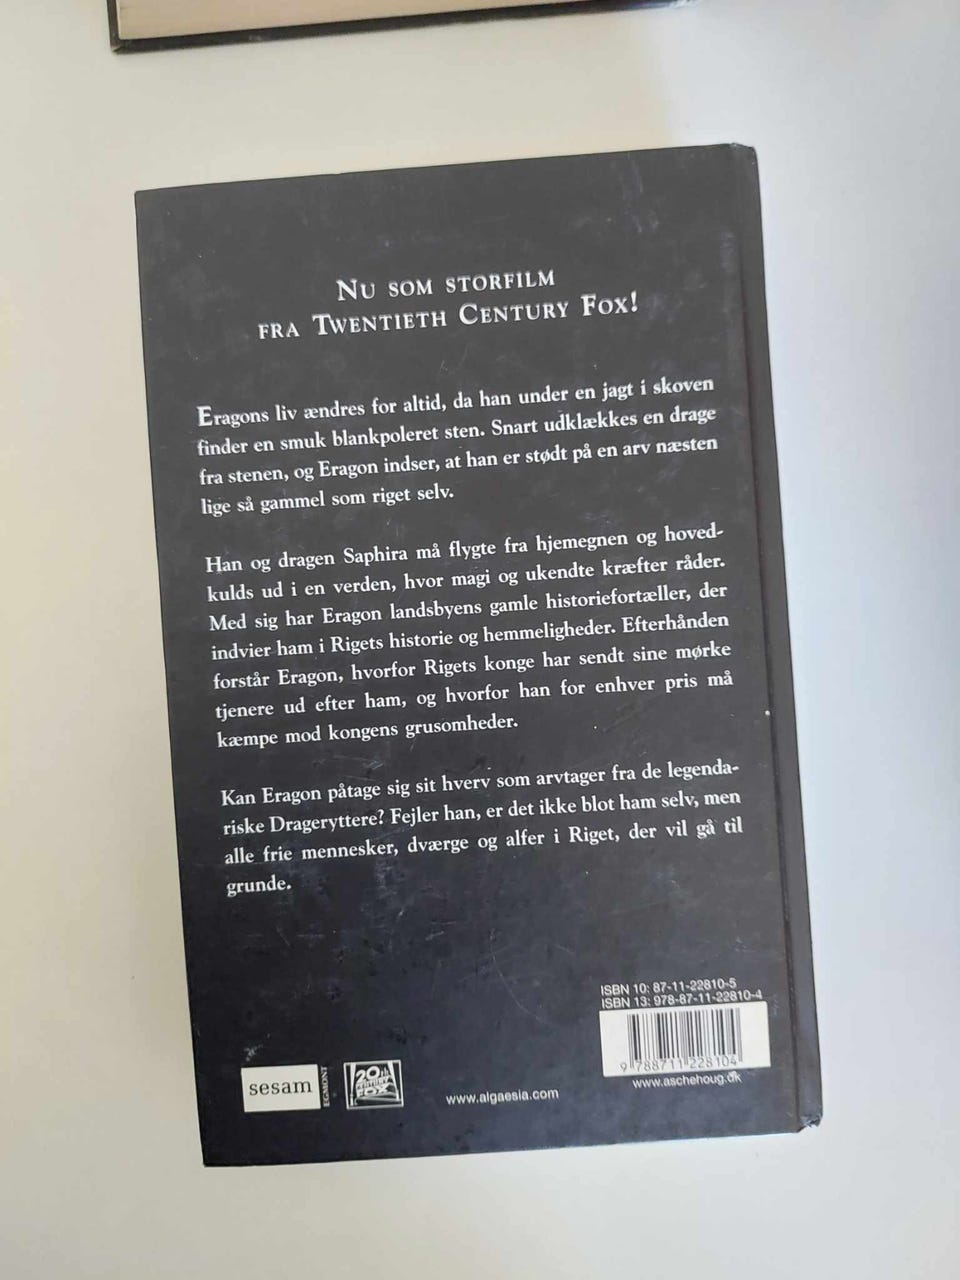 Nu som storfilm
fra Twentieth Century Fox!
Eragons liv ændres for altid, da han under en jagt i skoven
finder en smuk blankpoleret sten. Snart udklækkes en drage
fra stenen, og Eragon indser, at han er stødt på en arv næsten
lige så gammel som riget selv.
Han og dragen Saphira må flygte fra hjemegnen og hoved-
kulds ud i en verden, hvor magi og ukendte kræfter råder.
Med sig har Eragon landsbyens gamle historiefortæller, der
indvier ham i Rigets historie og hemmeligheder. Efterhånden
forstår Eragon, hvorfor Rigets konge har sendt sine mørke
tjenere ud efter ham, og hvorfor han for enhver pris må
kæmpe mod kongens grusomheder.
Kan Eragon påtage sig sit hverv som arvtager fra de legenda-
riske Drageryttere? Fejler han, er det ikke blot ham selv, men
alle frie mennesker, dværge og alfer i Riget, der vil gå til
grunde.
ISBN 10: 87-11-22810-5
ISBN 13: 978-87-11-22810-4
9 788711 228104
www.aschehoug.dk
sesam
EGMONT
20th
CENTURY
FOX
www.algaesia.com